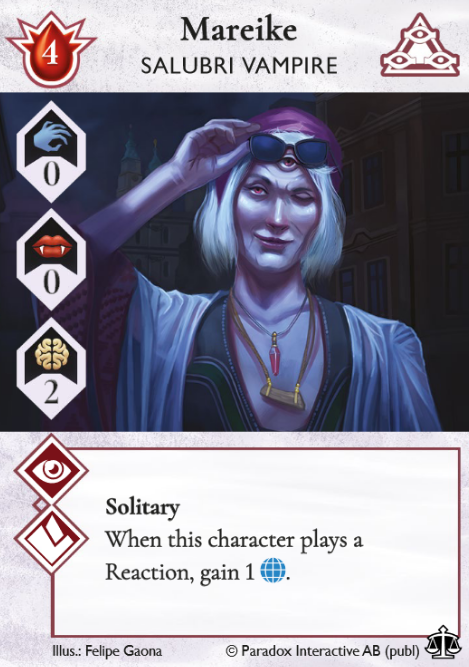 Mareike
4
SALUBRI VAMPIRE
0
0
2
Solitary
When this character plays a
Reaction, gain 1 .
Illus.: Felipe Gaona
© Paradox Interactive AB (publ)